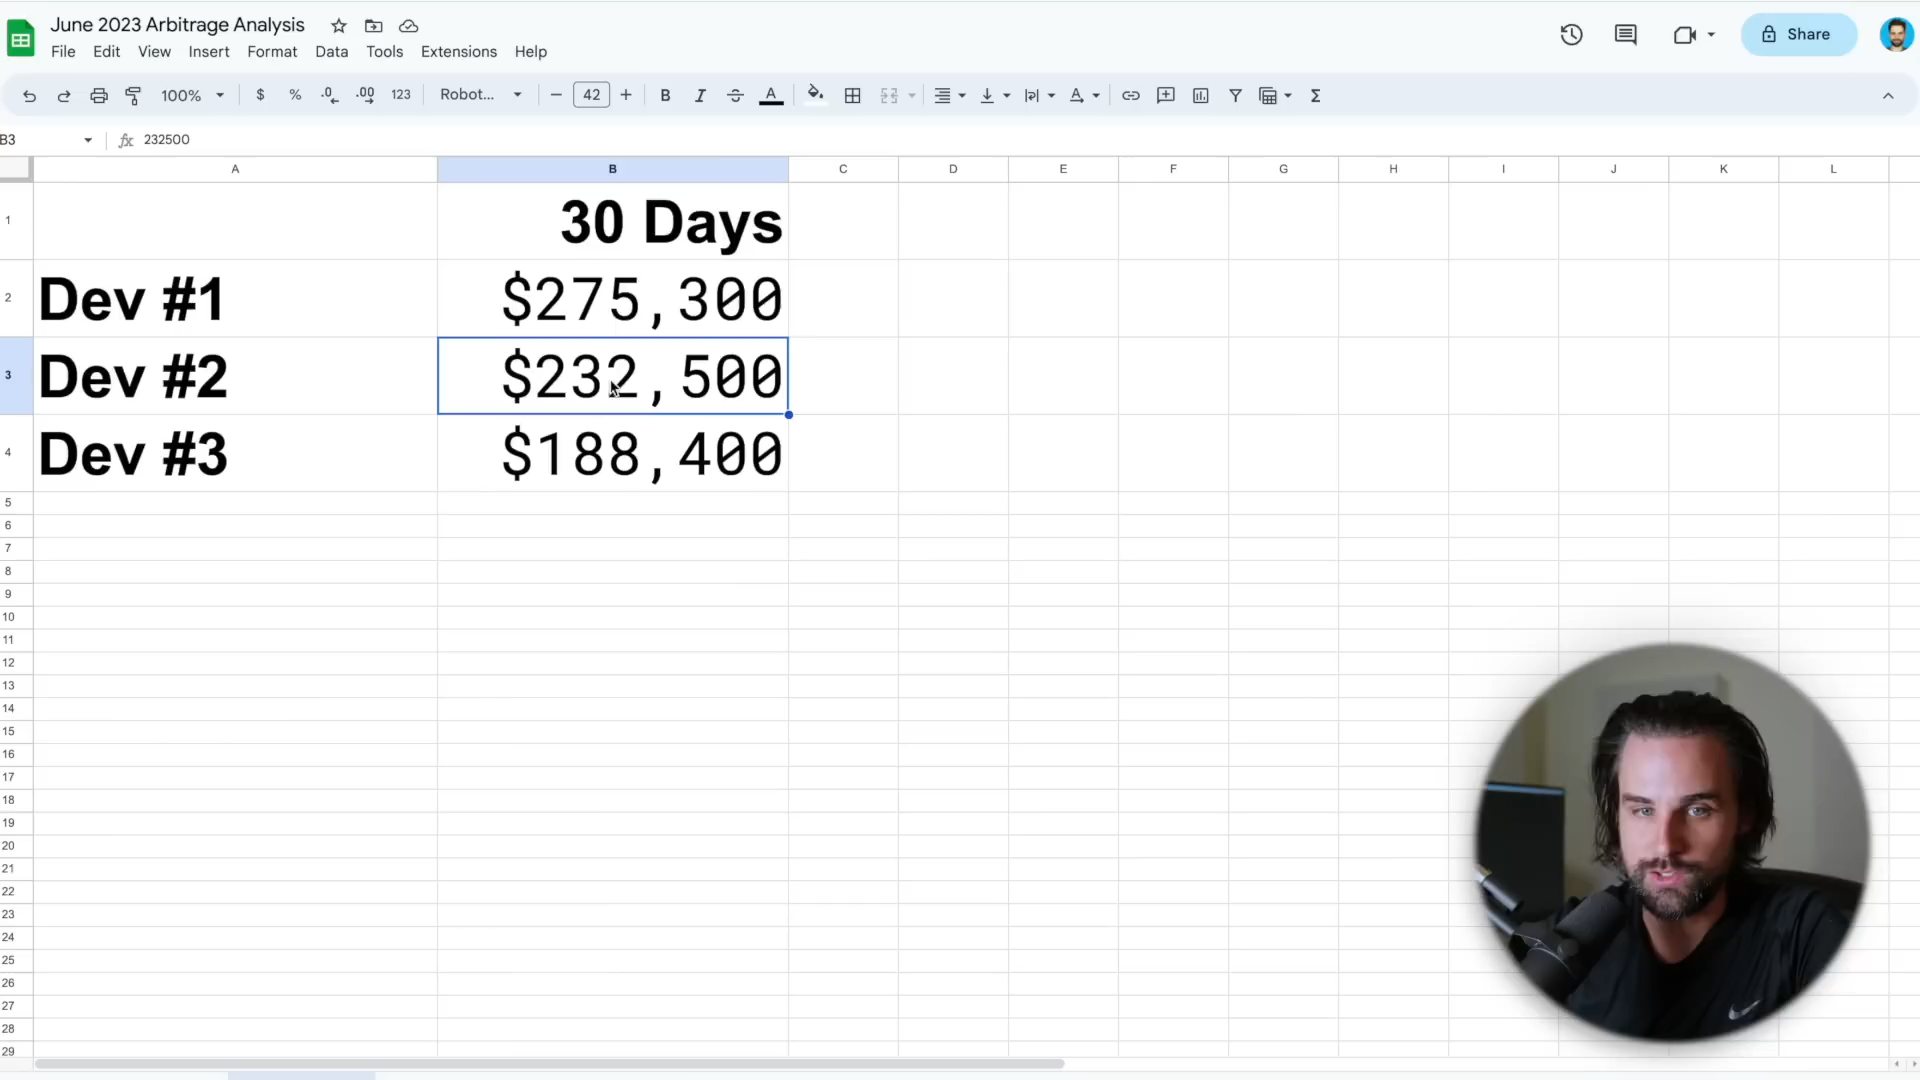 June 2023 Arbitrage Analysis
File Edit View Insert Format Data Tools Extensions Help
Share
100% $ % .0 .00 123 Robot... 42 B I A A Σ
B3 fx 232500
A B C D E F G H I J K L
1 30 Days
2 Dev #1 $275,300
3 Dev #2 $232,500
4 Dev #3 $188,400
5
6
7
8
9
10
11
12
13
14
15
16
17
18
19
20
21
22
23
24
25
26
27
28
29